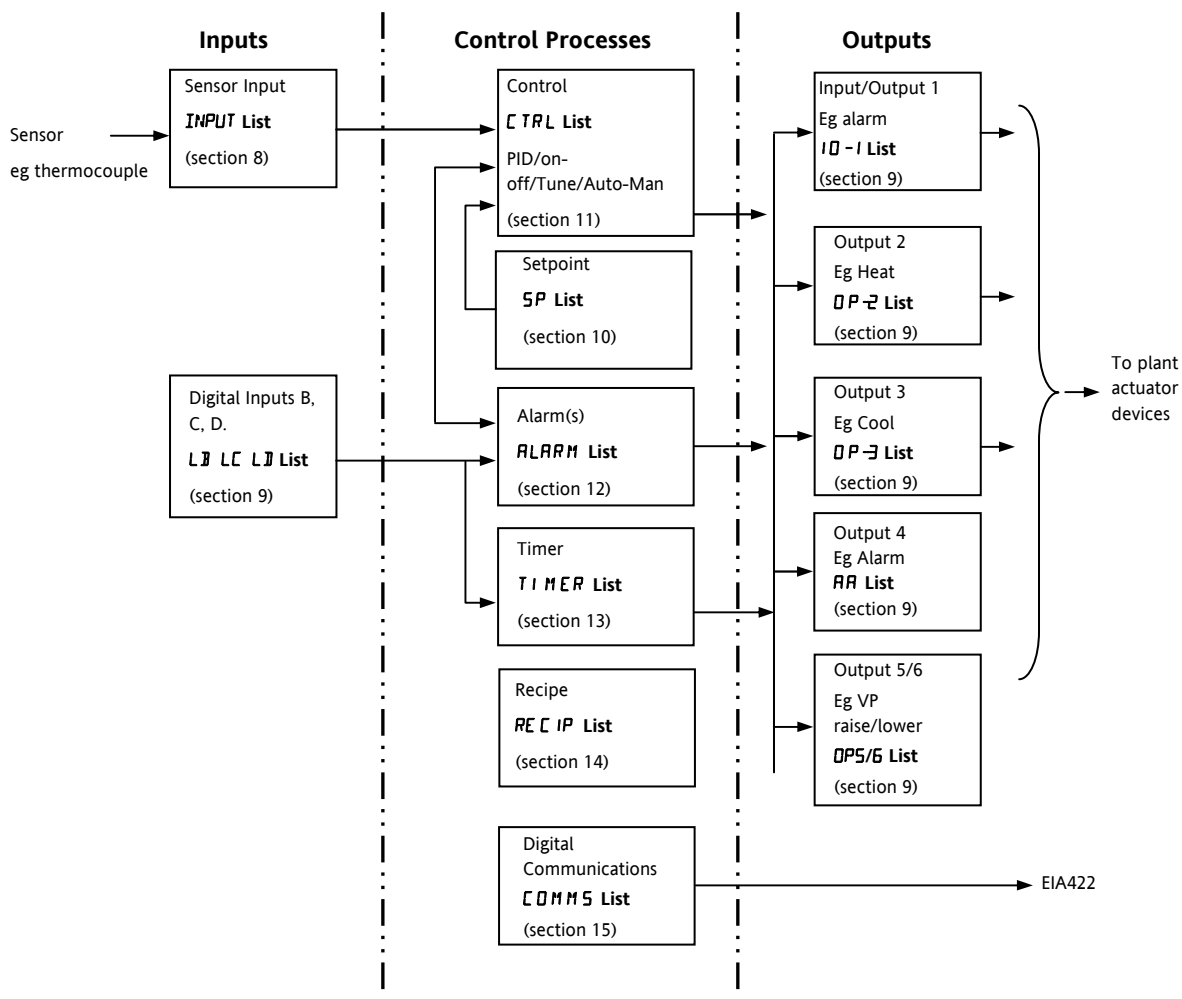 Inputs
Control Processes
Outputs
Sensor
eg thermocouple
Sensor Input
INPUT List
(section 8)
Digital Inputs B,
C, D.
LB LC LD List
(section 9)
Control
CTRL List
PID/on-
off/Tune/Auto-Man
(section 11)
Setpoint
SP List
(section 10)
Alarm(s)
ALARM List
(section 12)
Timer
TIMER List
(section 13)
Recipe
RECIP List
(section 14)
Digital
Communications
COMMS List
(section 15)
Input/Output 1
Eg alarm
IO-1 List
(section 9)
Output 2
Eg Heat
OP-2 List
(section 9)
Output 3
Eg Cool
OP-3 List
(section 9)
Output 4
Eg Alarm
AA List
(section 9)
Output 5/6
Eg VP
raise/lower
OP5/6 List
(section 9)
To plant
actuator
devices
EIA422